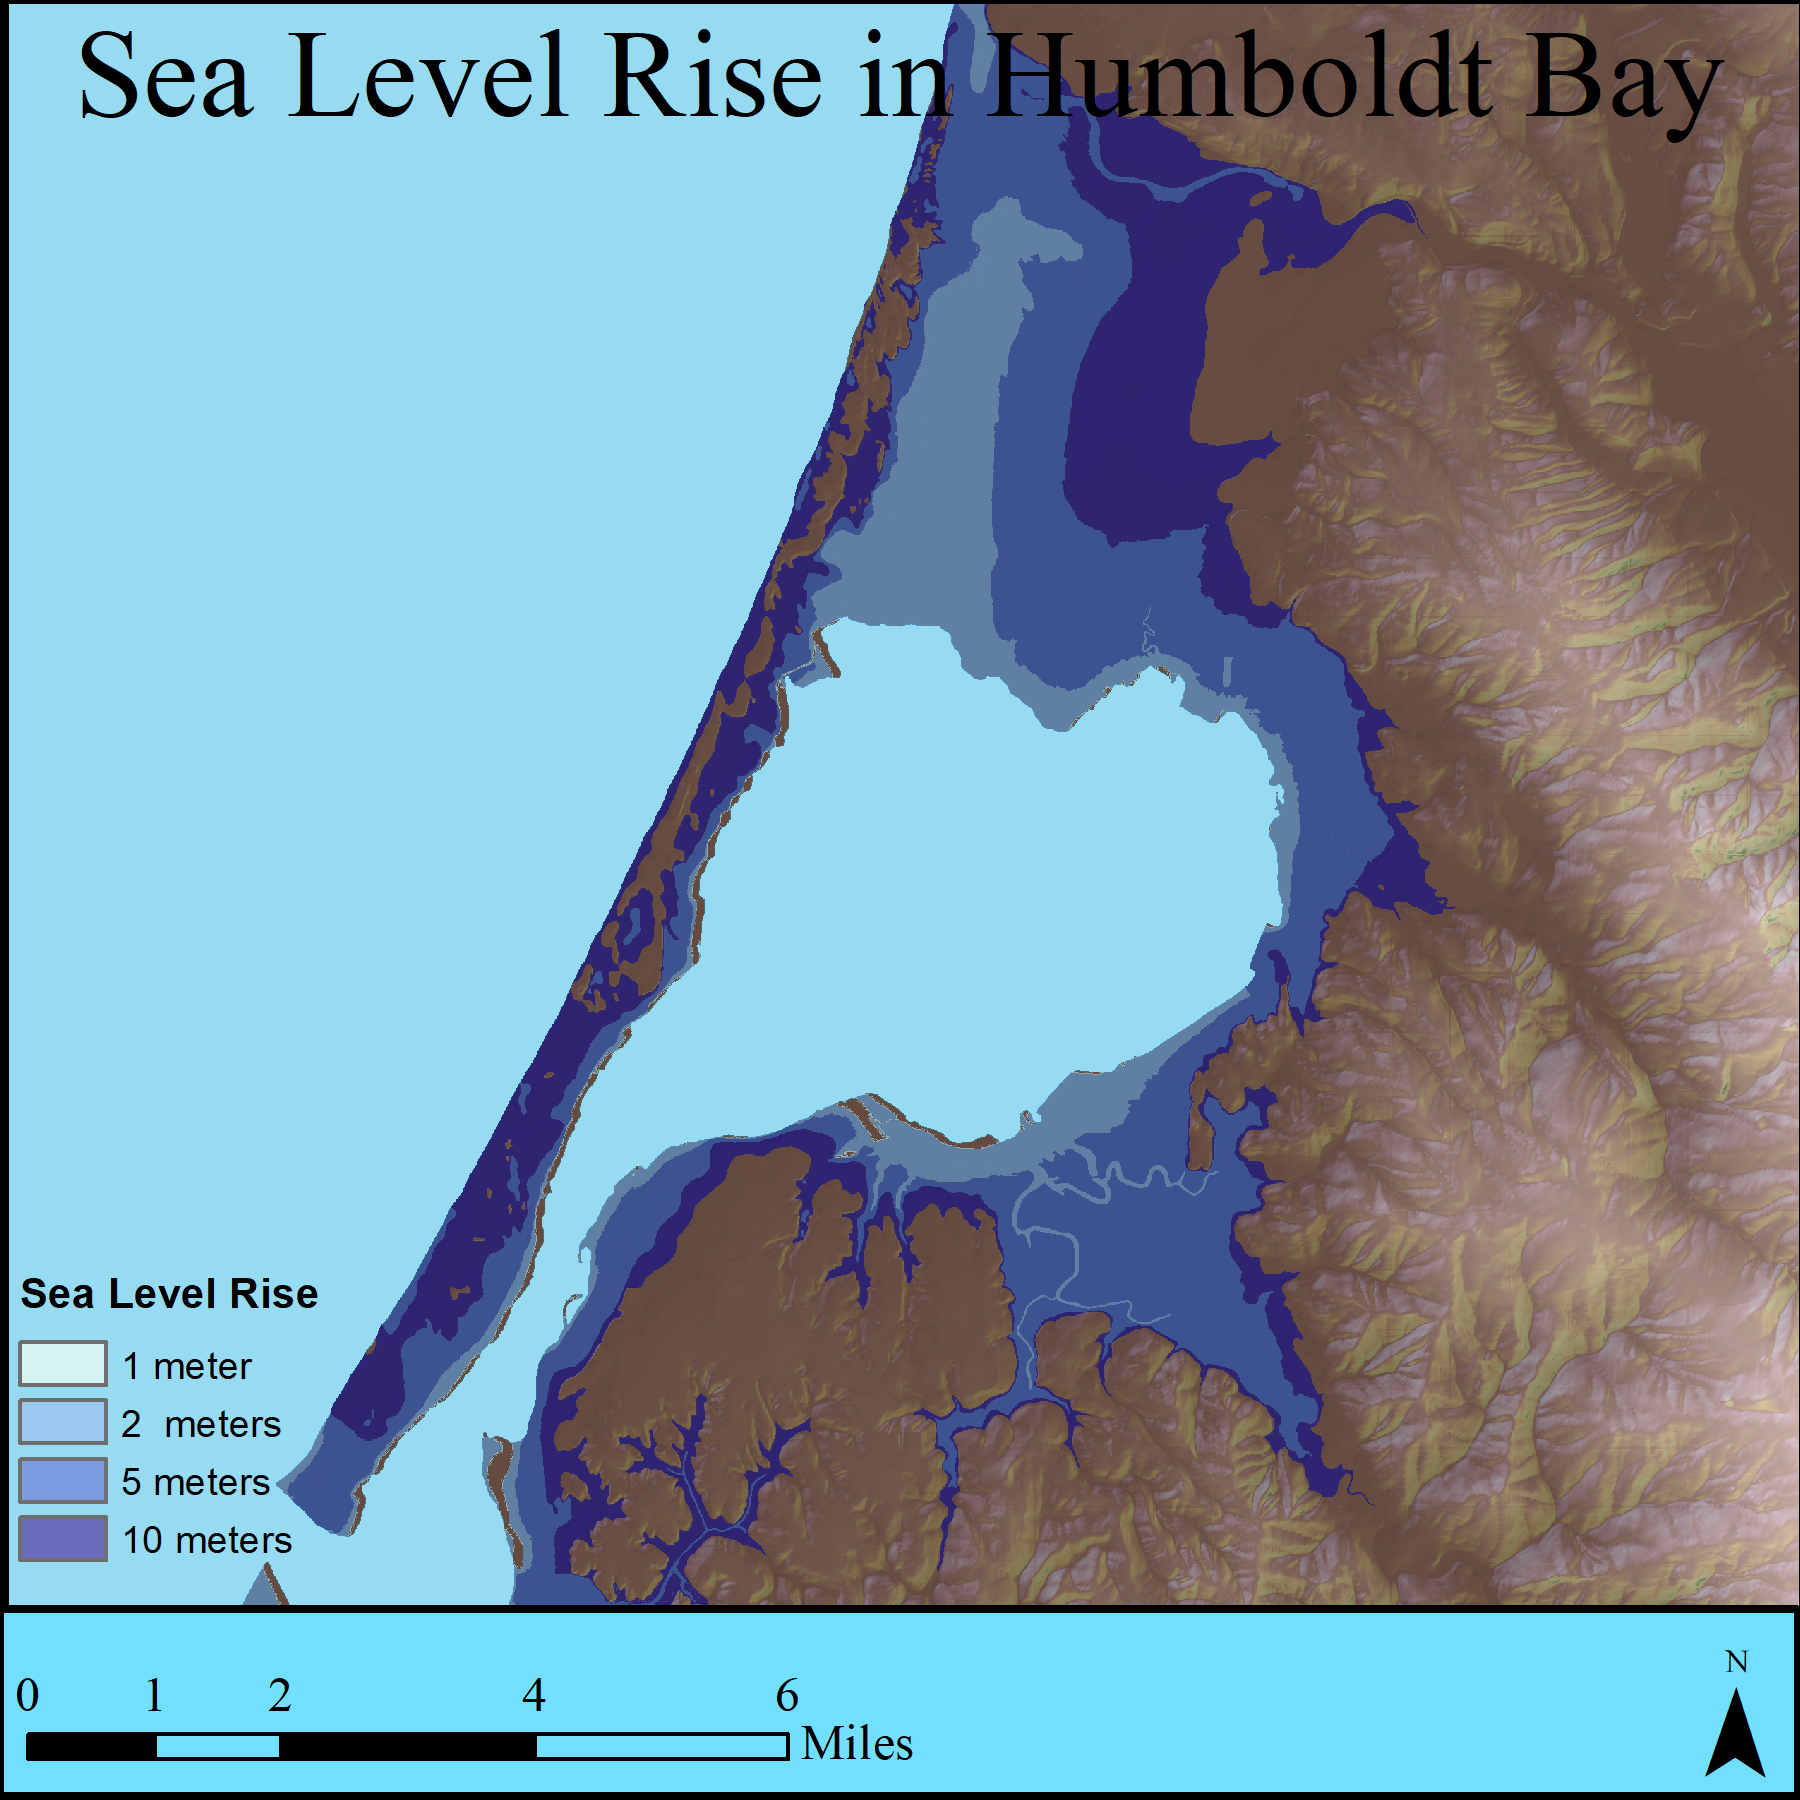 Sea Level Rise in Humboldt Bay
Sea Level Rise
1 meter
2  meters
5 meters
10 meters
0 1 2 4 6
Miles
N